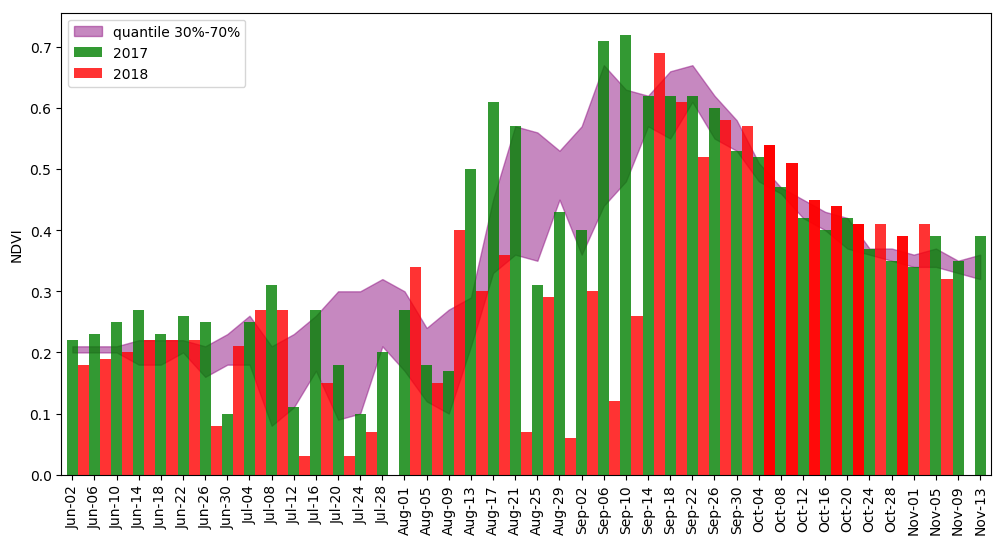 quantile 30%-70%
2017
2018
NDVI
0.7
0.6
0.5
0.4
0.3
0.2
0.1
0.0
Jun-02
Jun-06
Jun-10
Jun-14
Jun-18
Jun-22
Jun-26
Jun-30
Jul-04
Jul-08
Jul-12
Jul-16
Jul-20
Jul-24
Jul-28
Aug-01
Aug-05
Aug-09
Aug-13
Aug-17
Aug-21
Aug-25
Aug-29
Sep-02
Sep-06
Sep-10
Sep-14
Sep-18
Sep-22
Sep-26
Sep-30
Oct-04
Oct-08
Oct-12
Oct-16
Oct-20
Oct-24
Oct-28
Nov-01
Nov-05
Nov-09
Nov-13